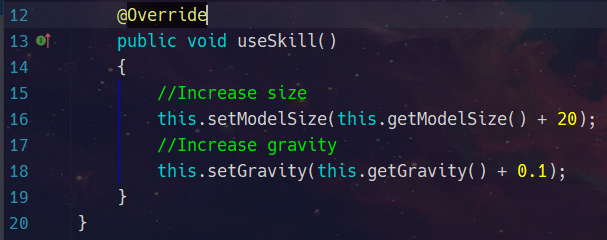 12 @Override
13 public void useSkill()
14 {
15 //Increase size
16 this.setModelSize(this.getModelSize() + 20);
17 //Increase gravity
18 this.setGravity(this.getGravity() + 0.1);
19 }
20 }